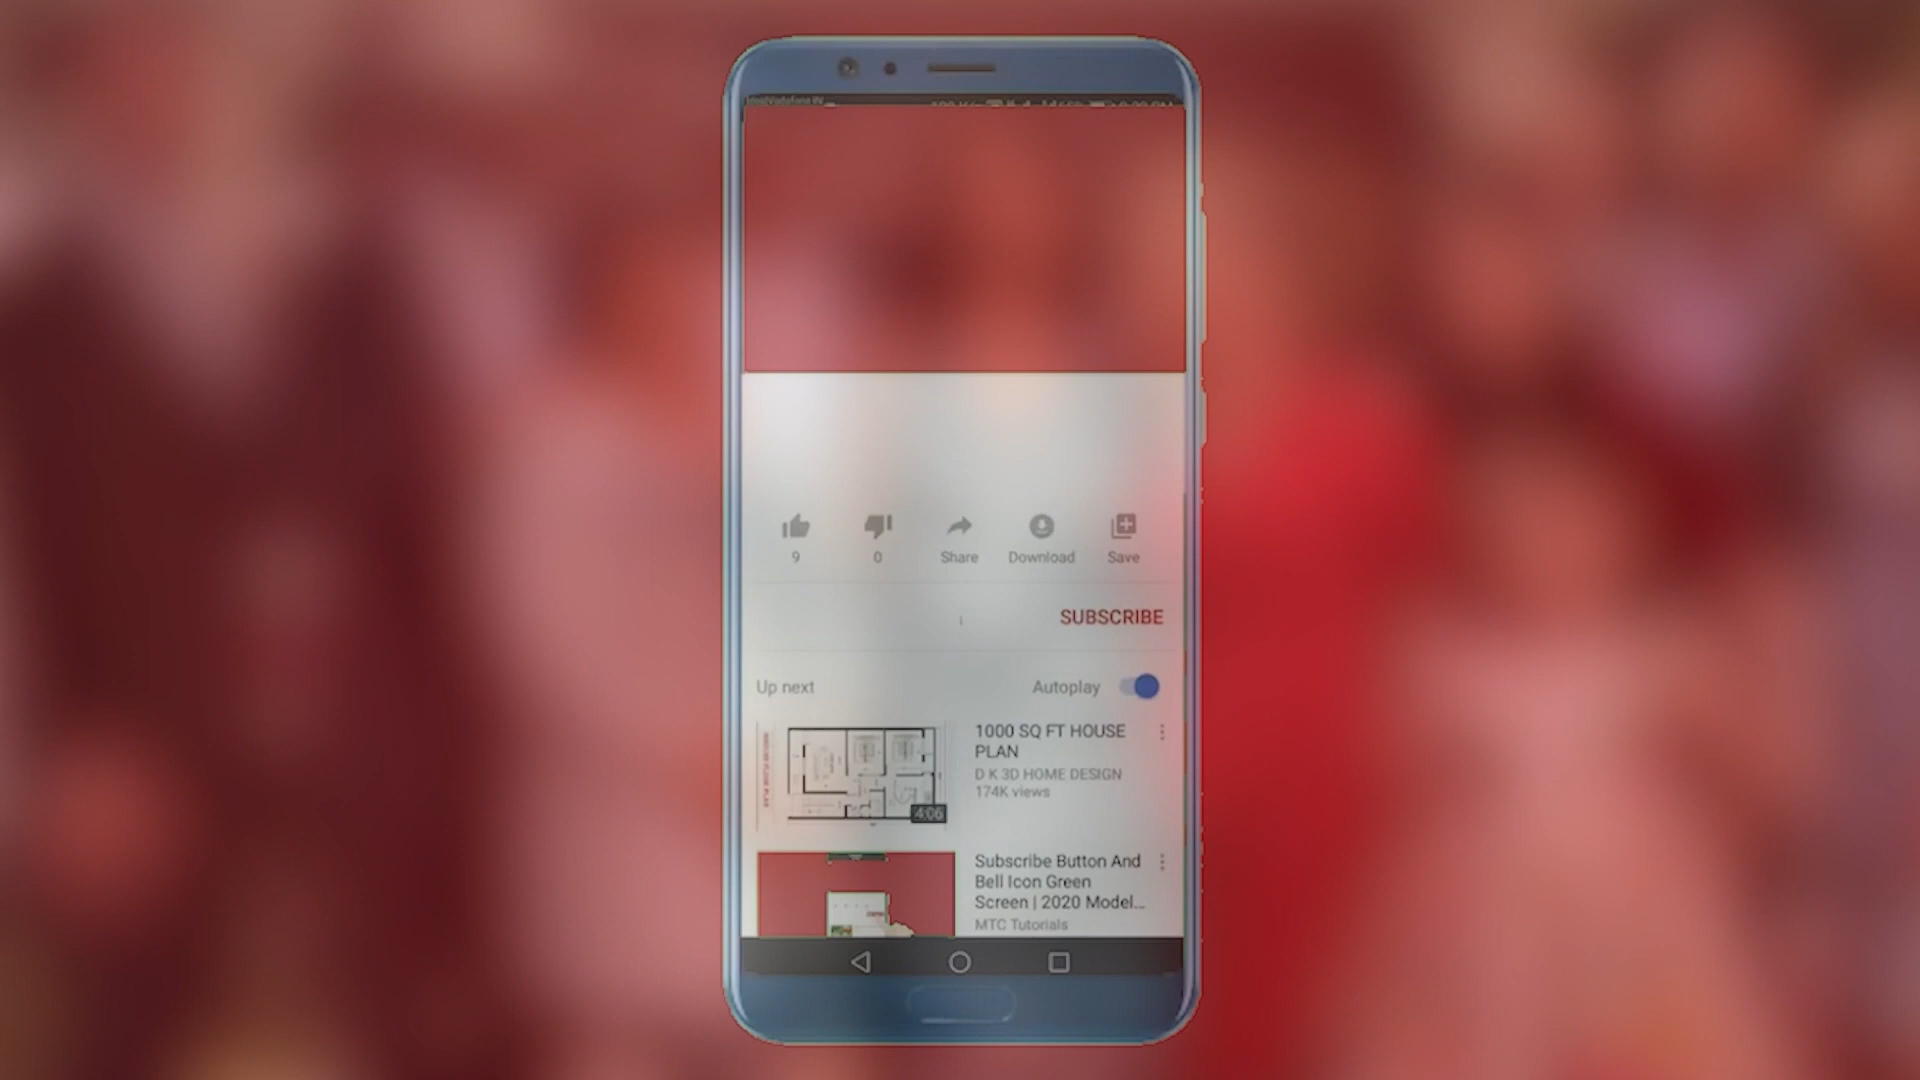 9
0
Share
Download
Save
SUBSCRIBE
Up next
Autoplay
1000 SQ FT HOUSE
PLAN
D K 3D HOME DESIGN
174K views
4:06
Subscribe Button And
Bell Icon Green
Screen | 2020 Model...
MTC Tutorials